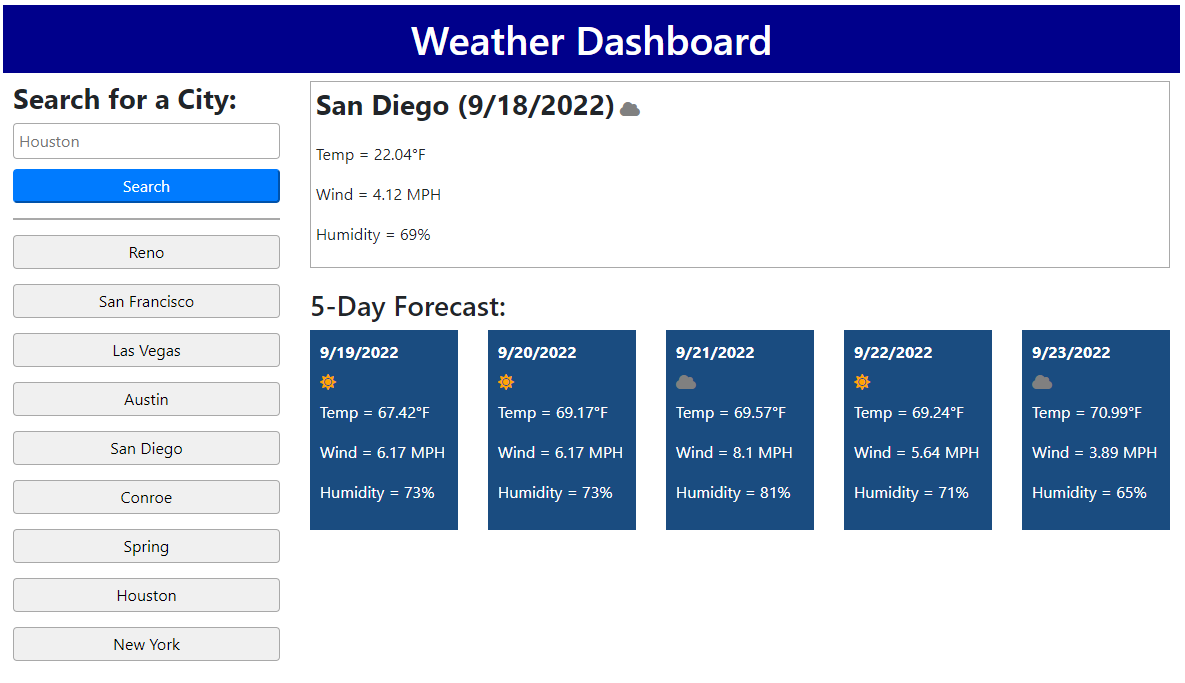 Weather Dashboard
Search for a City:
Houston
Search
Reno
San Francisco
Las Vegas
Austin
San Diego
Conroe
Spring
Houston
New York
San Diego (9/18/2022)
Temp = 22.04°F
Wind = 4.12 MPH
Humidity = 69%
5-Day Forecast:
9/19/2022
Temp = 67.42°F
Wind = 6.17 MPH
Humidity = 73%
9/20/2022
Temp = 69.17°F
Wind = 6.17 MPH
Humidity = 73%
9/21/2022
Temp = 69.57°F
Wind = 8.1 MPH
Humidity = 81%
9/22/2022
Temp = 69.24°F
Wind = 5.64 MPH
Humidity = 71%
9/23/2022
Temp = 70.99°F
Wind = 3.89 MPH
Humidity = 65%